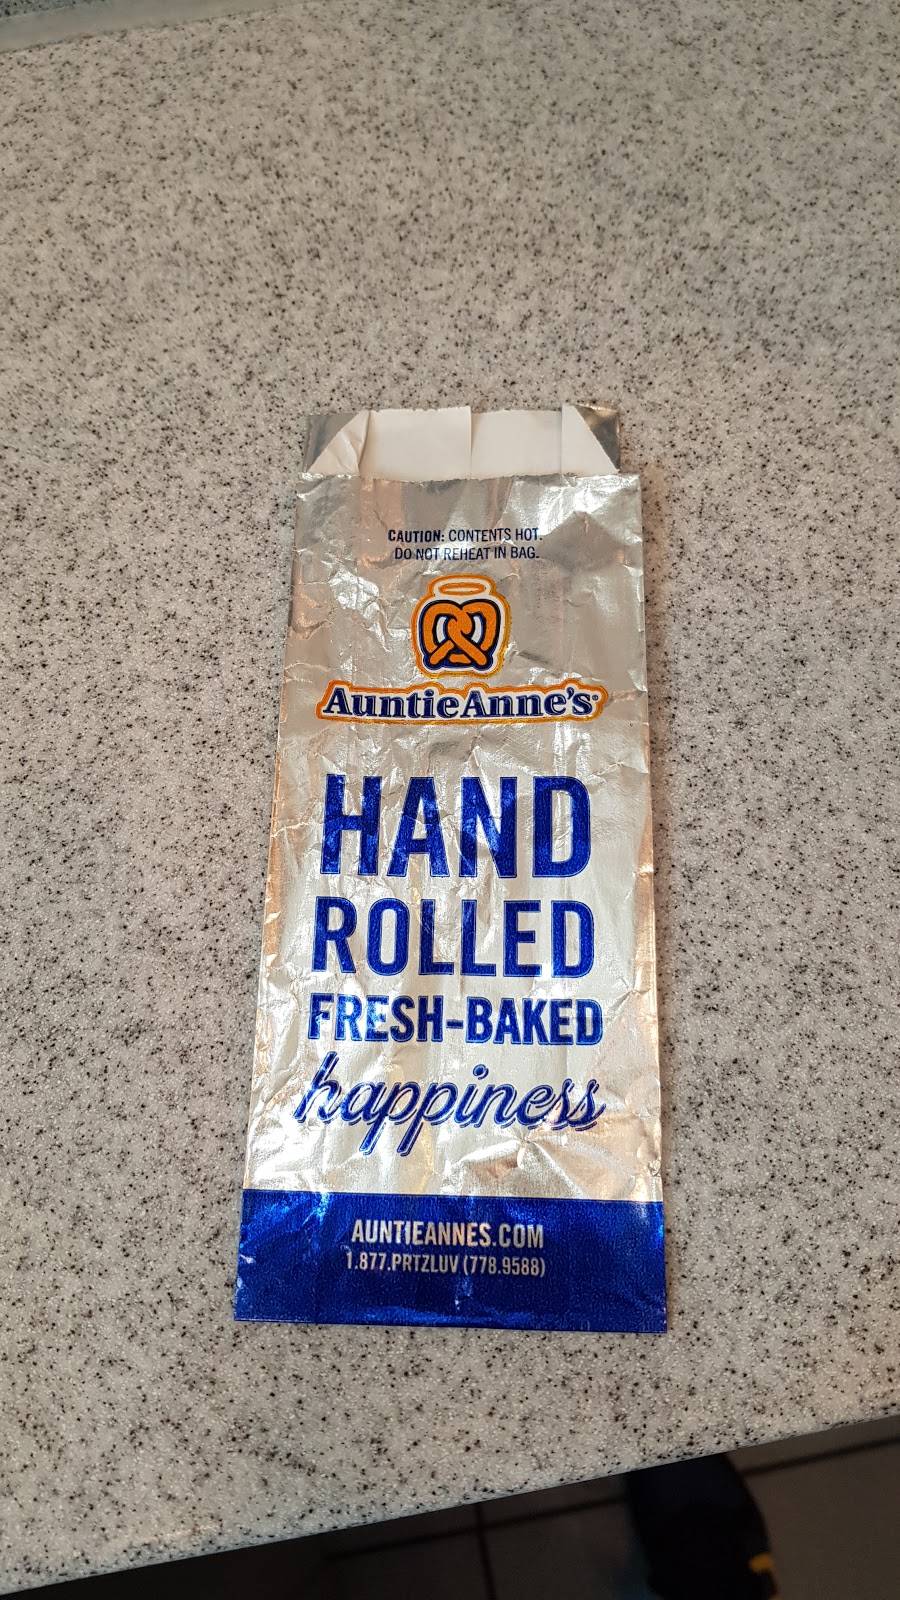 CAUTION: CONTENTS HOT.
DO NOT REHEAT IN BAG.
AuntieAnne's
HAND
ROLLED
FRESH-BAKED
happiness
AUNTIEANNES.COM
1.877.PRTZLUV (778.9588)